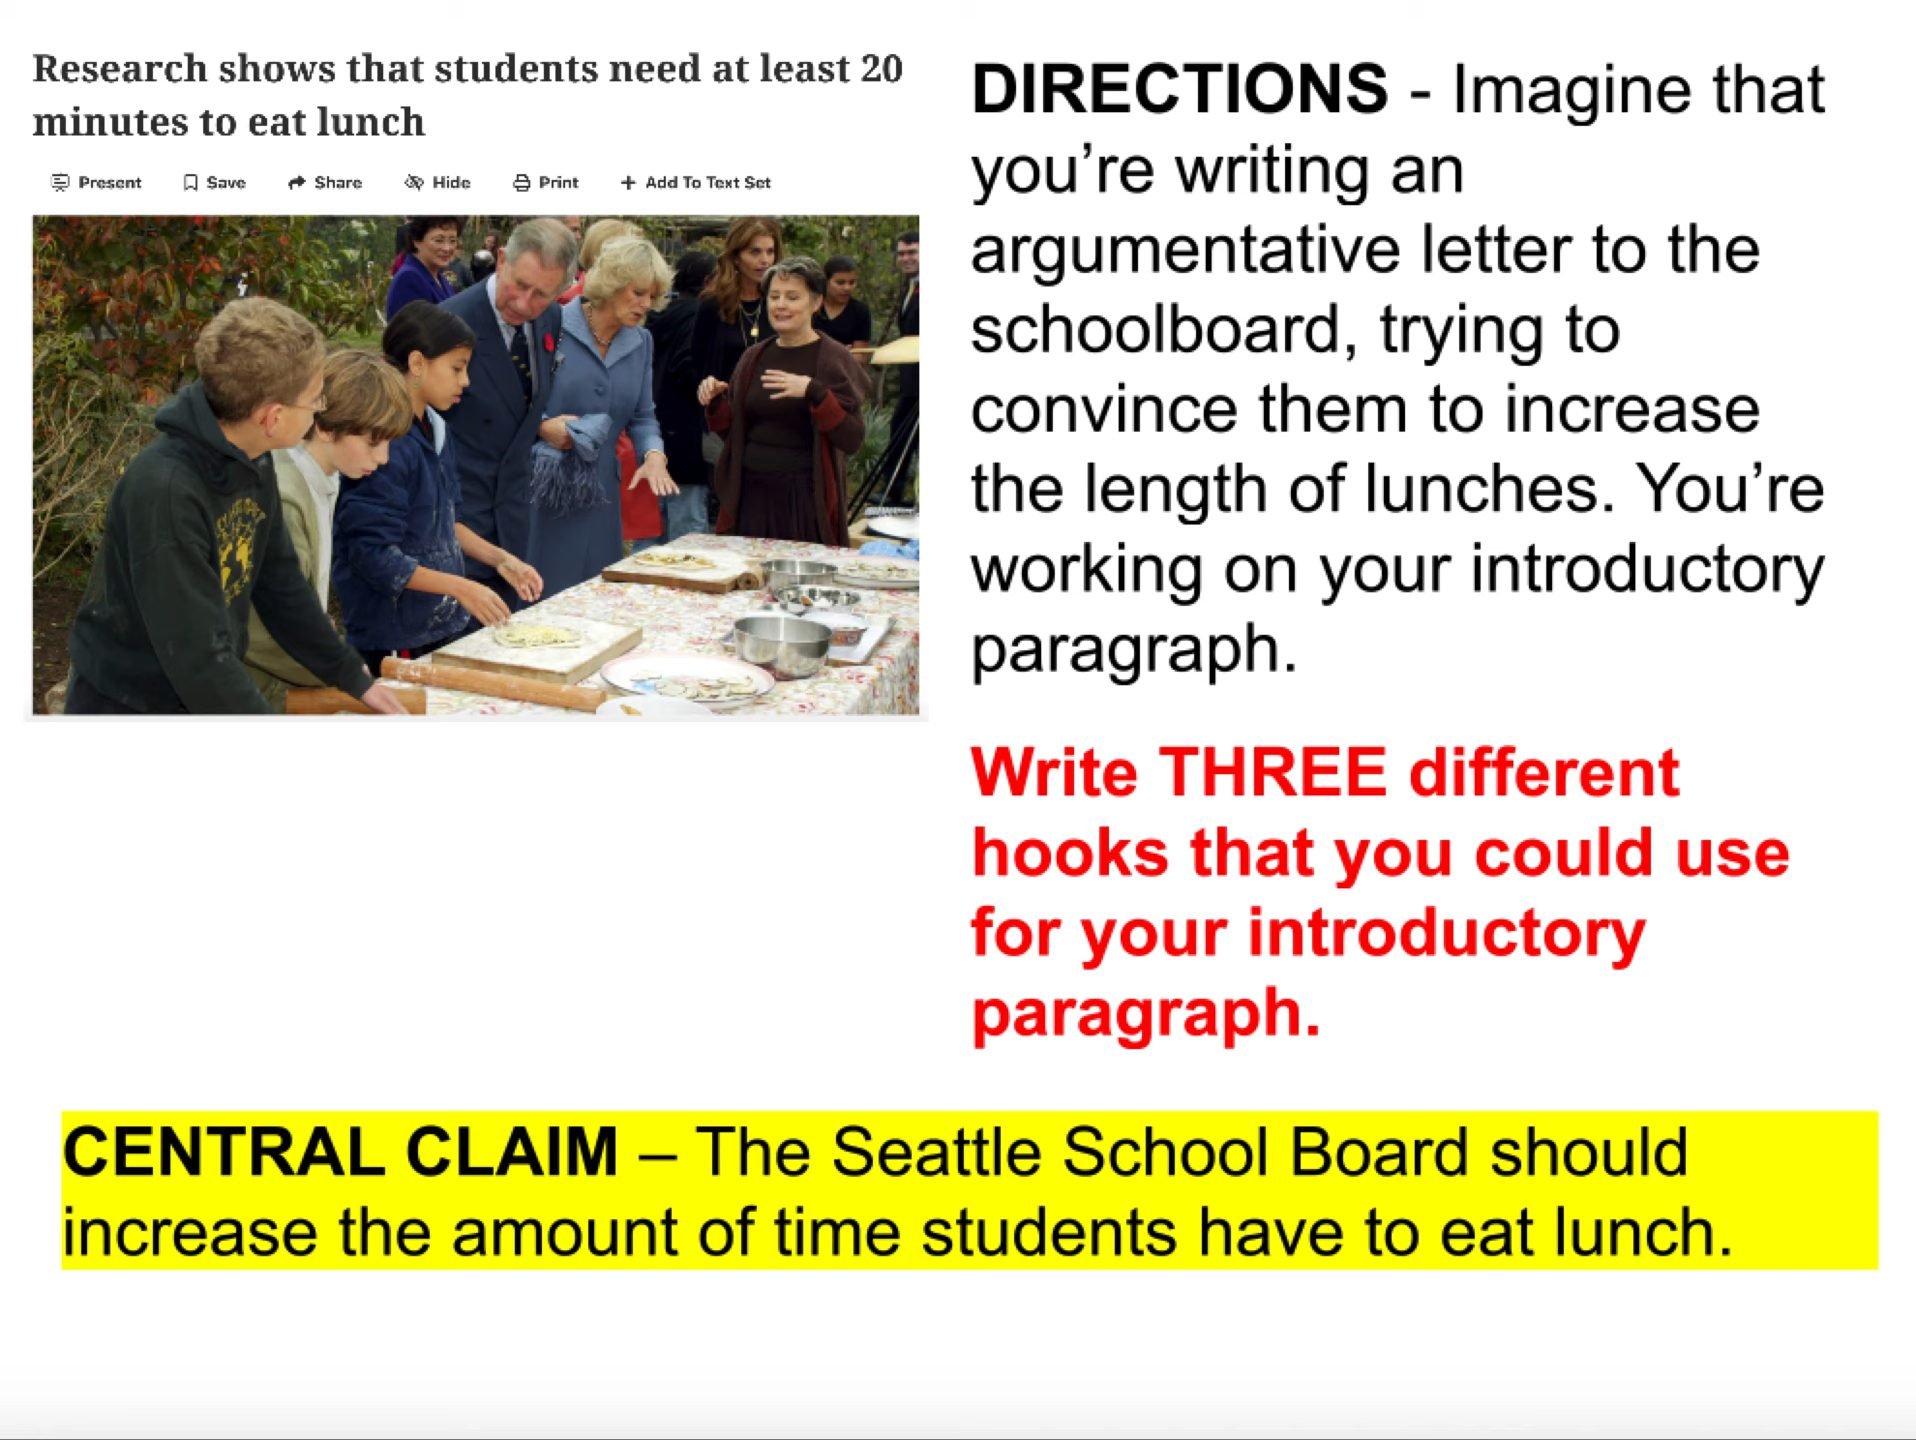 Research shows that students need at least 20
minutes to eat lunch
Present Save Share Hide Print + Add To Text Set
DIRECTIONS - Imagine that
you’re writing an
argumentative letter to the
schoolboard, trying to
convince them to increase
the length of lunches. You’re
working on your introductory
paragraph.
Write THREE different
hooks that you could use
for your introductory
paragraph.
CENTRAL CLAIM – The Seattle School Board should
increase the amount of time students have to eat lunch.